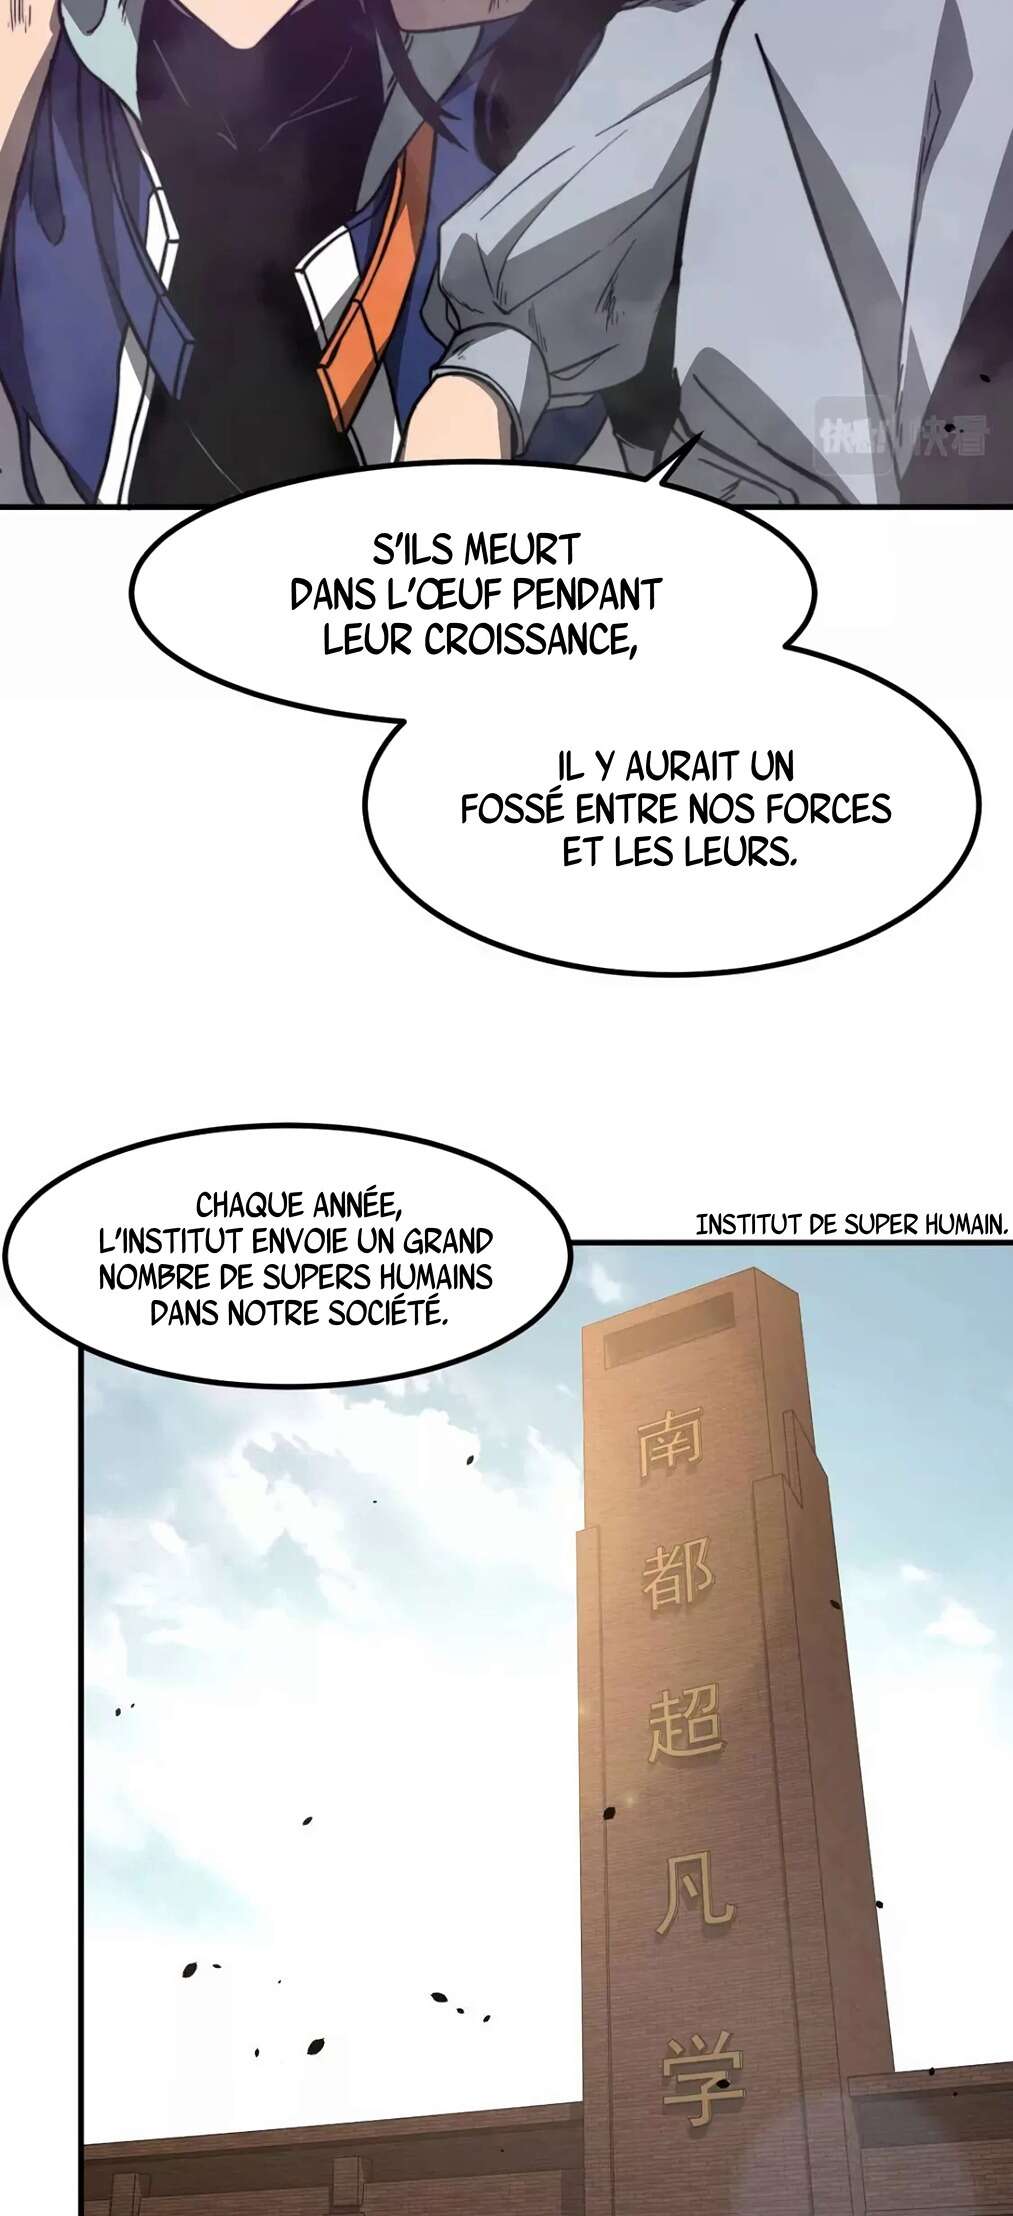 快看
S'ILS MEURT
DANS L'ŒUF PENDANT
LEUR CROISSANCE,
IL Y AURAIT UN
FOSSÉ ENTRE NOS FORCES
ET LES LEURS.
CHAQUE ANNÉE,
L'INSTITUT ENVOIE UN GRAND
NOMBRE DE SUPERS HUMAINS
DANS NOTRE SOCIÉTÉ.
INSTITUT DE SUPER HUMAIN.
南
都
超
凡
学